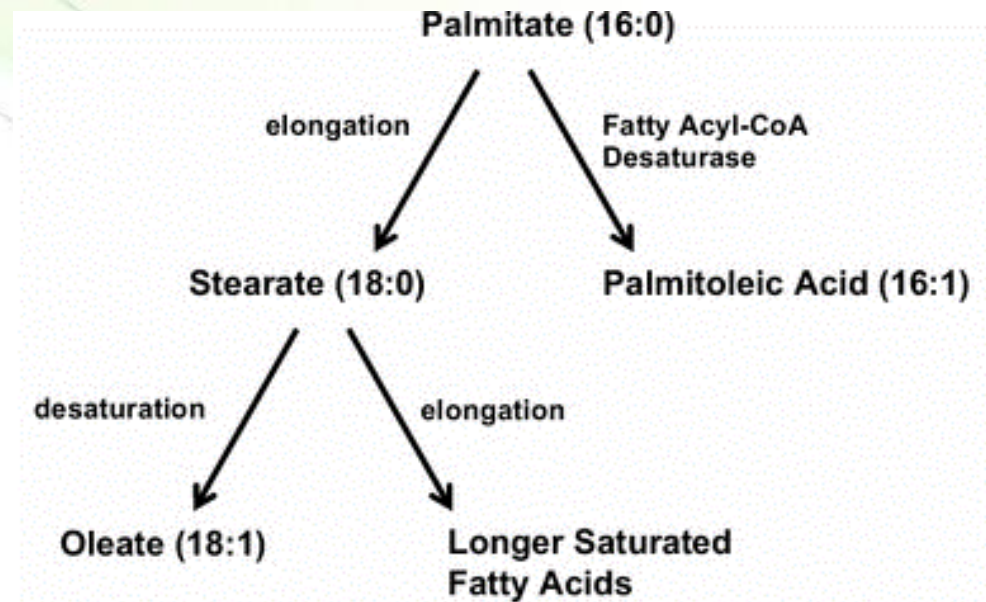 Palmitate (16:0)
elongation
Fatty Acyl-CoA
Desaturase
Stearate (18:0)
Palmitoleic Acid (16:1)
desaturation
elongation
Oleate (18:1)
Longer Saturated
Fatty Acids